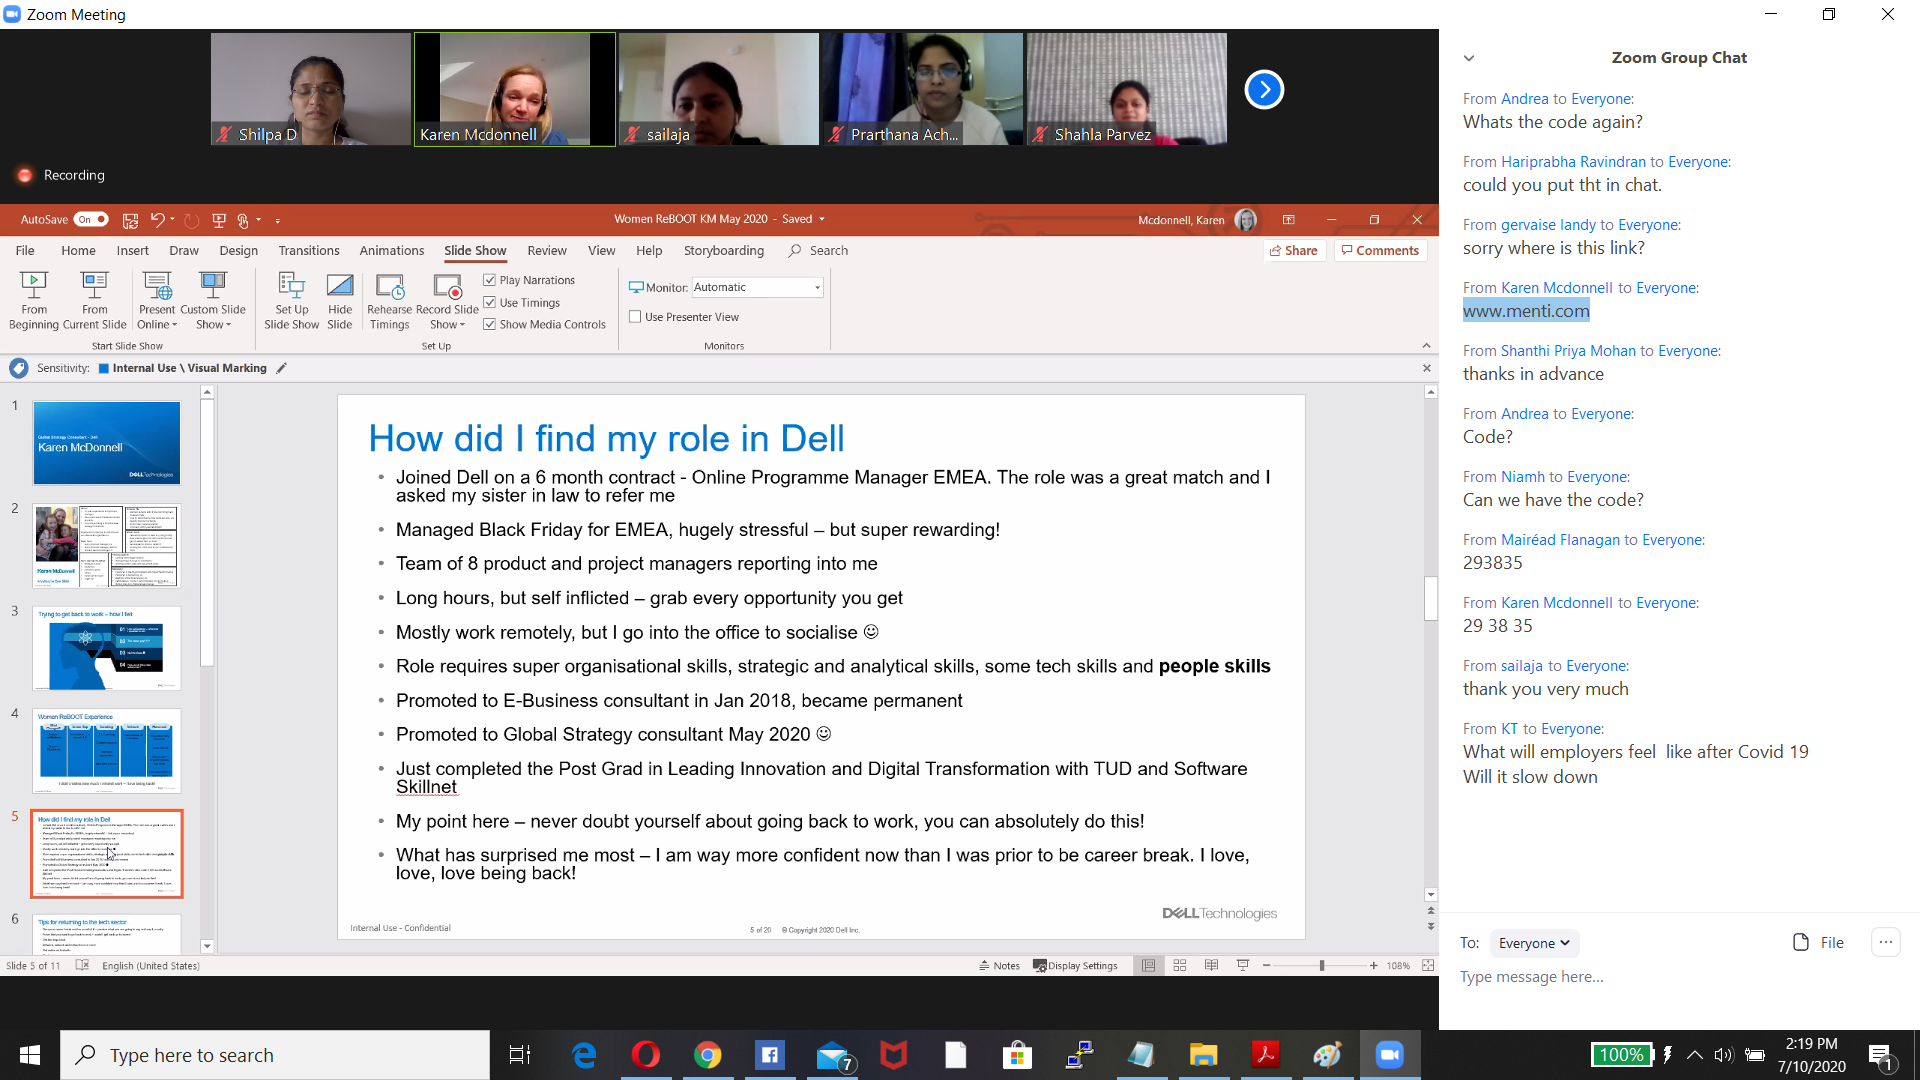 Zoom Meeting
Shilpa D
Karen Mcdonnell
sailaja
Prarthana Ach...
Shahla Parvez
Recording
AutoSave On
Women ReBOOT KM May 2020 - Saved
Mcdonnell, Karen
File Home Insert Draw Design Transitions Animations Slide Show Review View Help Storyboarding Search
Share Comments
From Beginning
From Current Slide
Present Online
Custom Slide Show
Start Slide Show
Set Up Slide Show
Hide Slide
Rehearse Timings
Record Slide Show
Play Narrations
Use Timings
Show Media Controls
Set Up
Monitor: Automatic
Use Presenter View
Monitors
Sensitivity: Internal Use \ Visual Marking
1
Karen McDonnell
DELLTechnologies
2
Karen McDonnell
3
Trying to get back to work – how I felt
01
02
03
04
4
Women ReBOOT Experience
5
How did I find my role in Dell
6
Tips for returning to the tech sector
How did I find my role in Dell
• Joined Dell on a 6 month contract - Online Programme Manager EMEA. The role was a great match and I
asked my sister in law to refer me
• Managed Black Friday for EMEA, hugely stressful – but super rewarding!
• Team of 8 product and project managers reporting into me
• Long hours, but self inflicted – grab every opportunity you get
• Mostly work remotely, but I go into the office to socialise ☺
• Role requires super organisational skills, strategic and analytical skills, some tech skills and people skills
• Promoted to E-Business consultant in Jan 2018, became permanent
• Promoted to Global Strategy consultant May 2020 ☺
• Just completed the Post Grad in Leading Innovation and Digital Transformation with TUD and Software
Skillnet
• My point here – never doubt yourself about going back to work, you can absolutely do this!
• What has surprised me most – I am way more confident now than I was prior to be career break. I love,
love, love being back!
DELLTechnologies
Internal Use - Confidential
5 of 20 © Copyright 2020 Dell Inc.
Slide 5 of 11 English (United States)
Notes Display Settings 108%
Zoom Group Chat
From Andrea to Everyone:
Whats the code again?
From Hariprabha Ravindran to Everyone:
could you put tht in chat.
From gervaise landy to Everyone:
sorry where is this link?
From Karen Mcdonnell to Everyone:
www.menti.com
From Shanthi Priya Mohan to Everyone:
thanks in advance
From Andrea to Everyone:
Code?
From Niamh to Everyone:
Can we have the code?
From Mairéad Flanagan to Everyone:
293835
From Karen Mcdonnell to Everyone:
29 38 35
From sailaja to Everyone:
thank you very much
From KT to Everyone:
What will employers feel  like after Covid 19
Will it slow down
To: Everyone File
Type message here...
Type here to search
7
100%
2:19 PM
7/10/2020
1